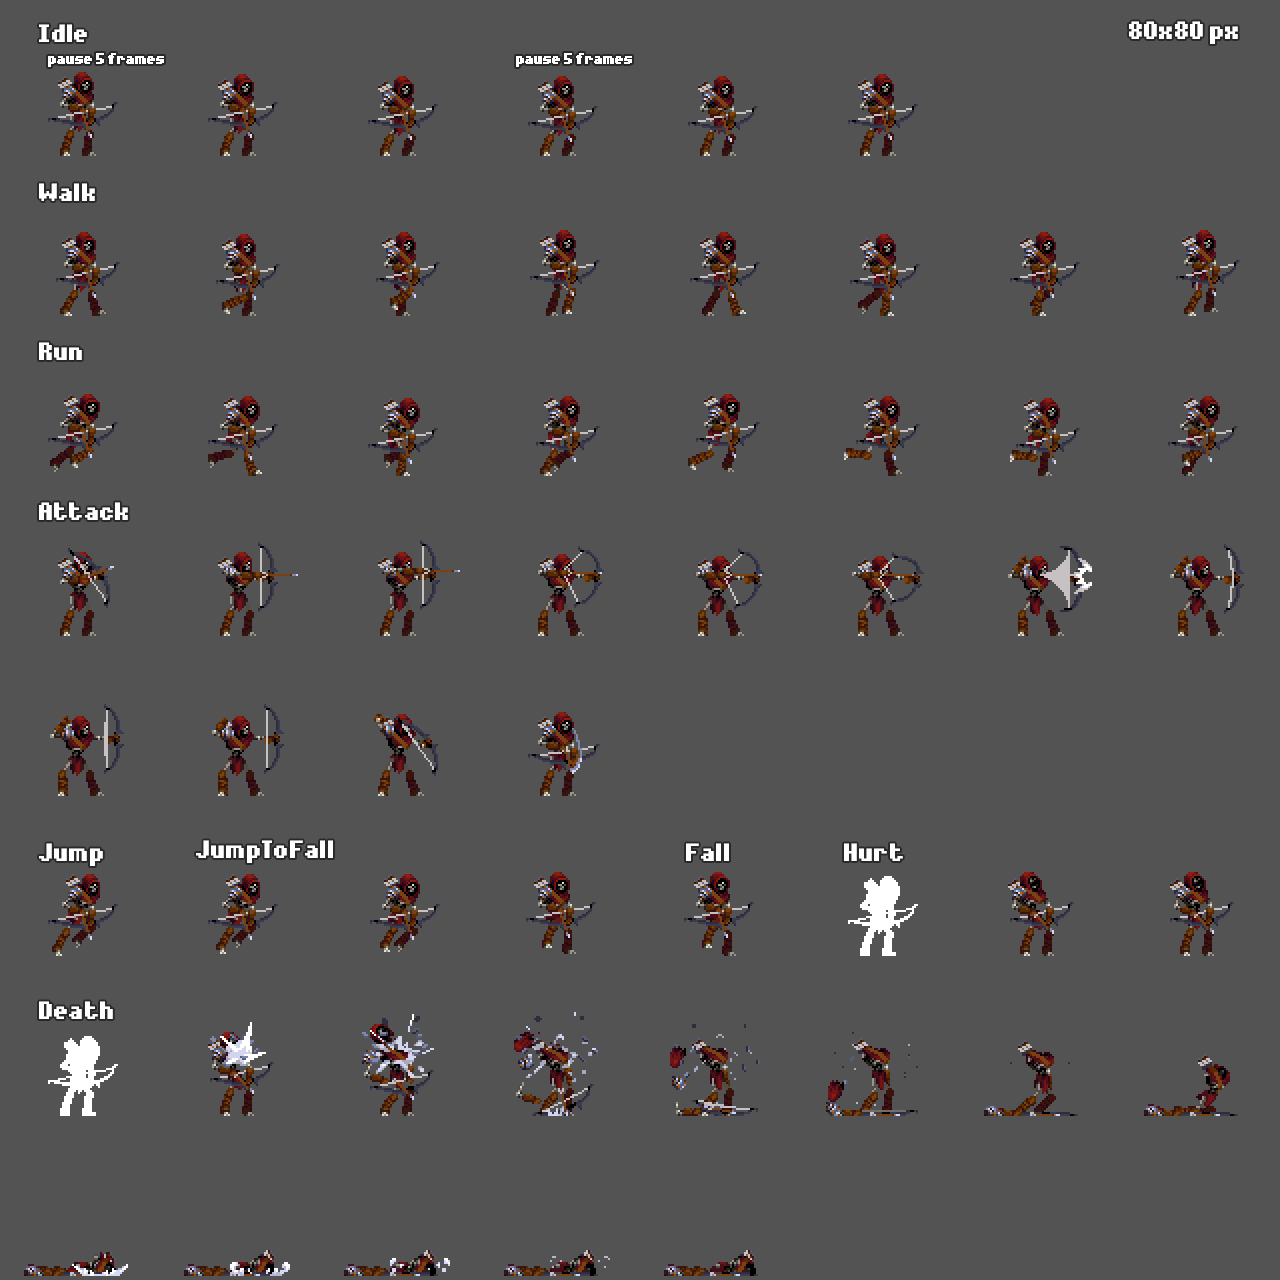 Idle
80x80 px
pause 5 frames
pause 5 frames
Walk
Run
Attack
Jump
JumpToFall
Fall
Hurt
Death